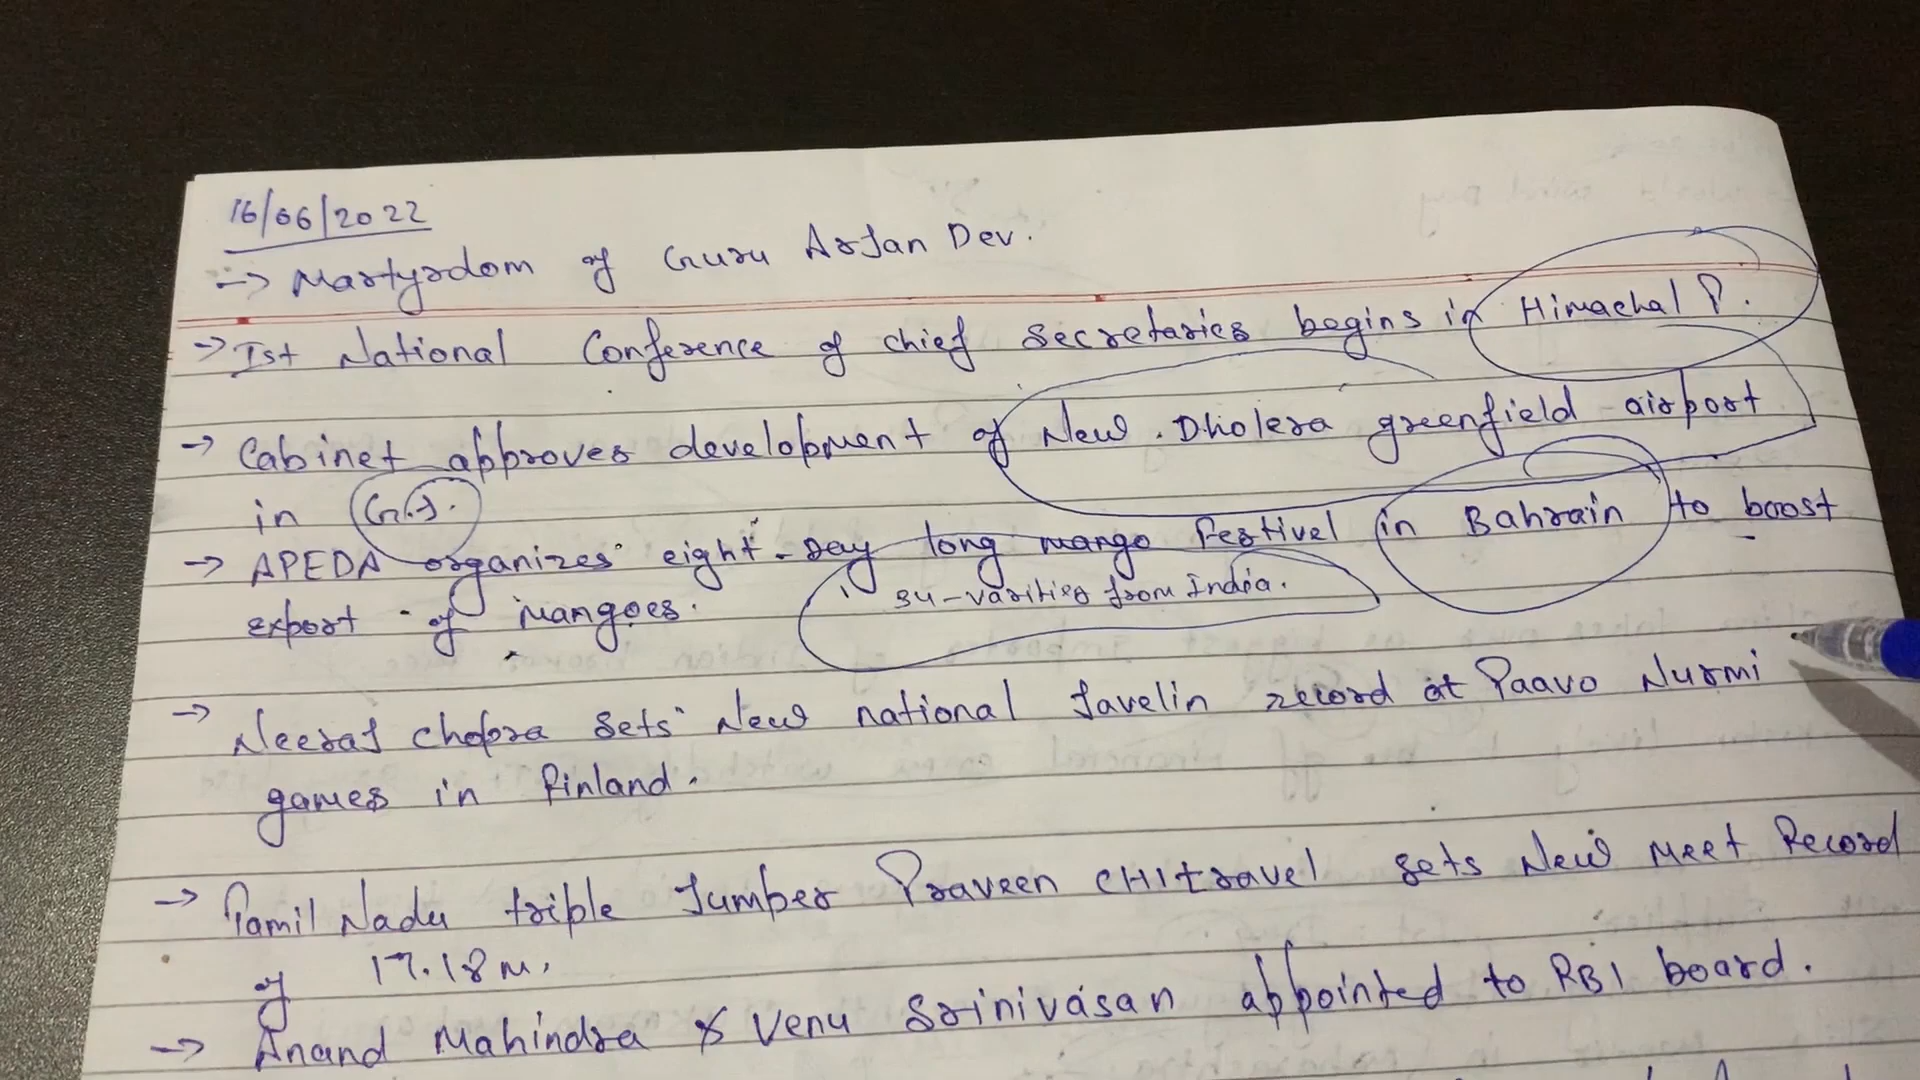 16/06/2022
-> Martyrdom of Guru Arjan Dev.
-> Ist National Conference of chief secretaries begins in Himachal P.
-> Cabinet approves development of New Dholera greenfield airport
in Guj.
-> APEDA organizes eight-Day long mango Festivel in Bahrain to boost
export of Mangoes. 34-varities from India.
-> Neeraj chopra sets New national Javelin record at Paavo Nurmi
games in Finland.
-> Tamil Nadu triple Jumper Praveen CHItravel sets New Meet Record
of 17.18m.
-> Anand Mahindra & Venu Srinivasan appointed to RBI board.